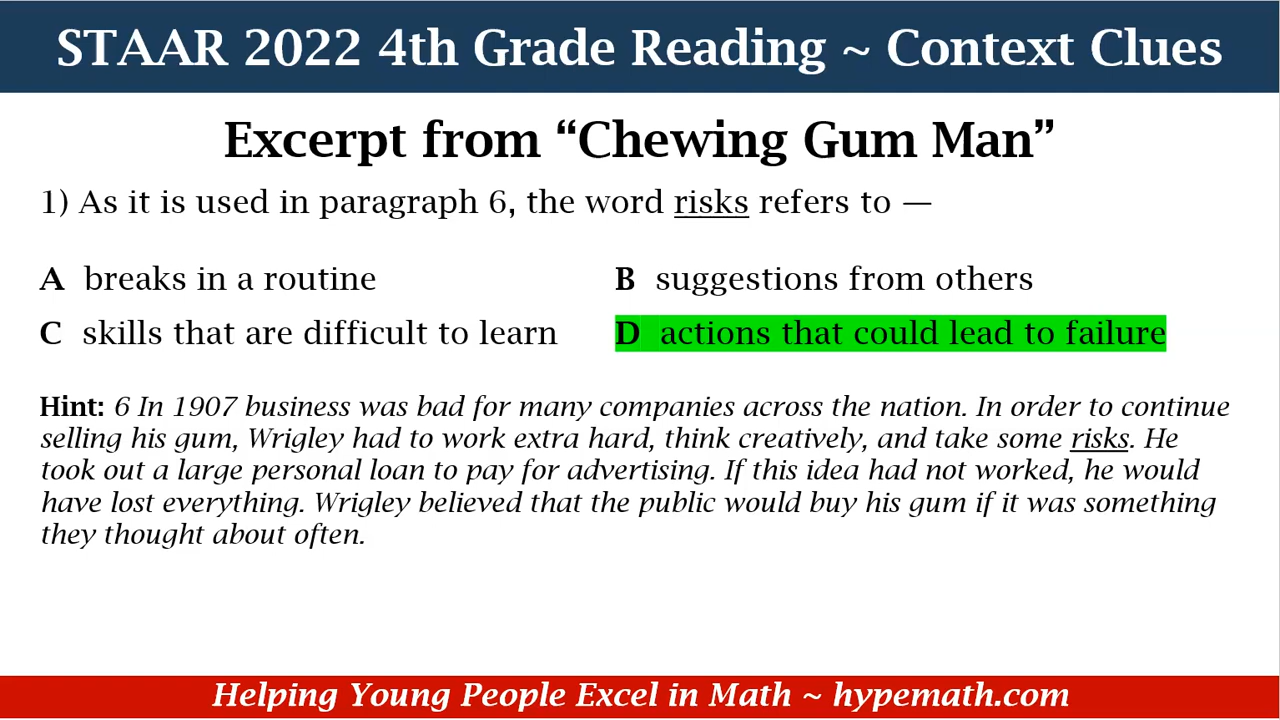 STAAR 2022 4th Grade Reading ~ Context Clues
Excerpt from “Chewing Gum Man”
1) As it is used in paragraph 6, the word risks refers to —
A breaks in a routine
B suggestions from others
C skills that are difficult to learn
D actions that could lead to failure
Hint: 6 In 1907 business was bad for many companies across the nation. In order to continue
selling his gum, Wrigley had to work extra hard, think creatively, and take some risks. He
took out a large personal loan to pay for advertising. If this idea had not worked, he would
have lost everything. Wrigley believed that the public would buy his gum if it was something
they thought about often.
Helping Young People Excel in Math ~ hypemath.com